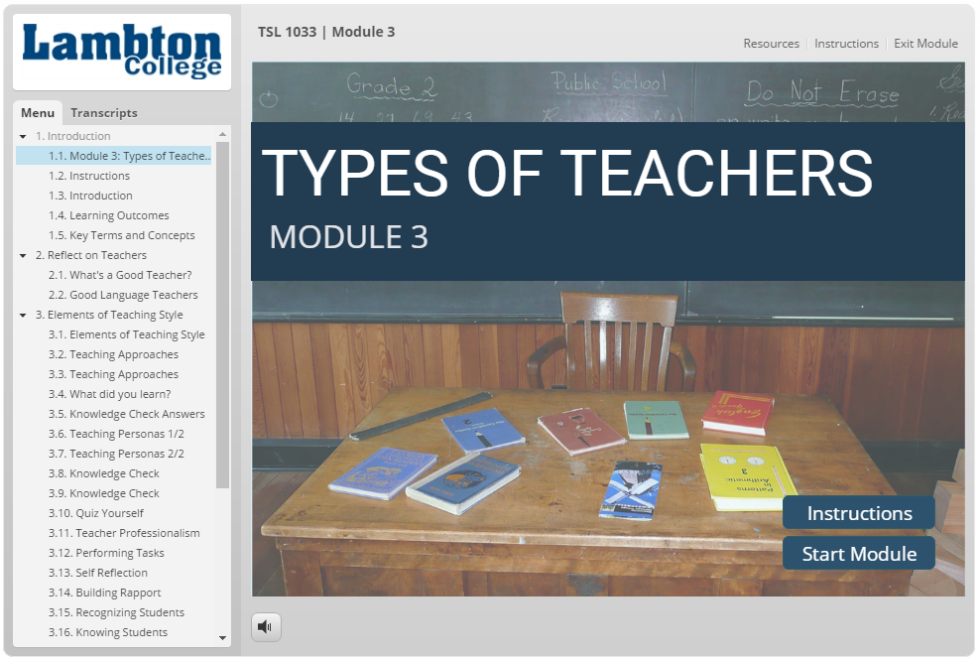 Lambton
College
TSL 1033 | Module 3
Resources
Instructions
Exit Module
Menu
Transcripts
1. Introduction
1.1. Module 3: Types of Teache..
1.2. Instructions
1.3. Introduction
1.4. Learning Outcomes
1.5. Key Terms and Concepts
2. Reflect on Teachers
2.1. What's a Good Teacher?
2.2. Good Language Teachers
3. Elements of Teaching Style
3.1. Elements of Teaching Style
3.2. Teaching Approaches
3.3. Teaching Approaches
3.4. What did you learn?
3.5. Knowledge Check Answers
3.6. Teaching Personas 1/2
3.7. Teaching Personas 2/2
3.8. Knowledge Check
3.9. Knowledge Check
3.10. Quiz Yourself
3.11. Teacher Professionalism
3.12. Performing Tasks
3.13. Self Reflection
3.14. Building Rapport
3.15. Recognizing Students
3.16. Knowing Students
Grade 2
Public School
Do Not Erase
TYPES OF TEACHERS
MODULE 3
English
Patterns
in
Arithmetic
3
Instructions
Start Module